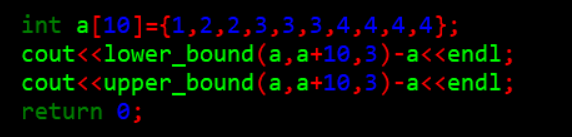 int a[10]={1,2,2,3,3,3,4,4,4,4};
cout<<lower_bound(a,a+10,3)-a<<endl;
cout<<upper_bound(a,a+10,3)-a<<endl;
return 0;